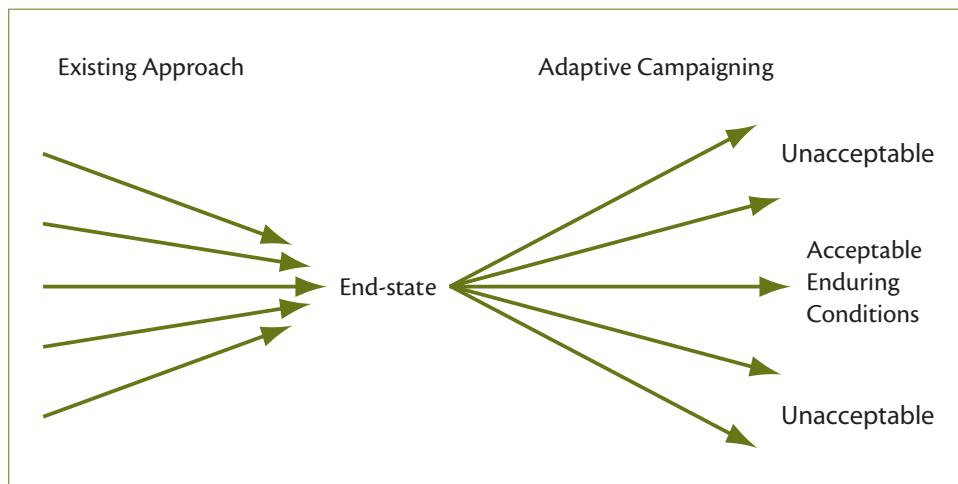 Existing Approach
Adaptive Campaigning
Unacceptable
Acceptable
Enduring
Conditions
End-state
Unacceptable